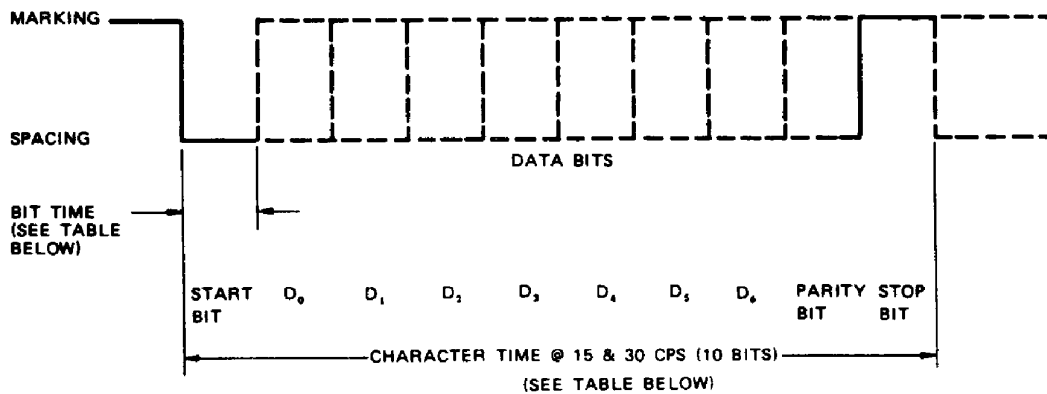 MARKING
SPACING
DATA BITS
BIT TIME
(SEE TABLE
BELOW)
START
BIT
D₀
D₁
D₂
D₃
D₄
D₅
D₆
PARITY
BIT
STOP
BIT
CHARACTER TIME @ 15 & 30 CPS (10 BITS)
(SEE TABLE BELOW)